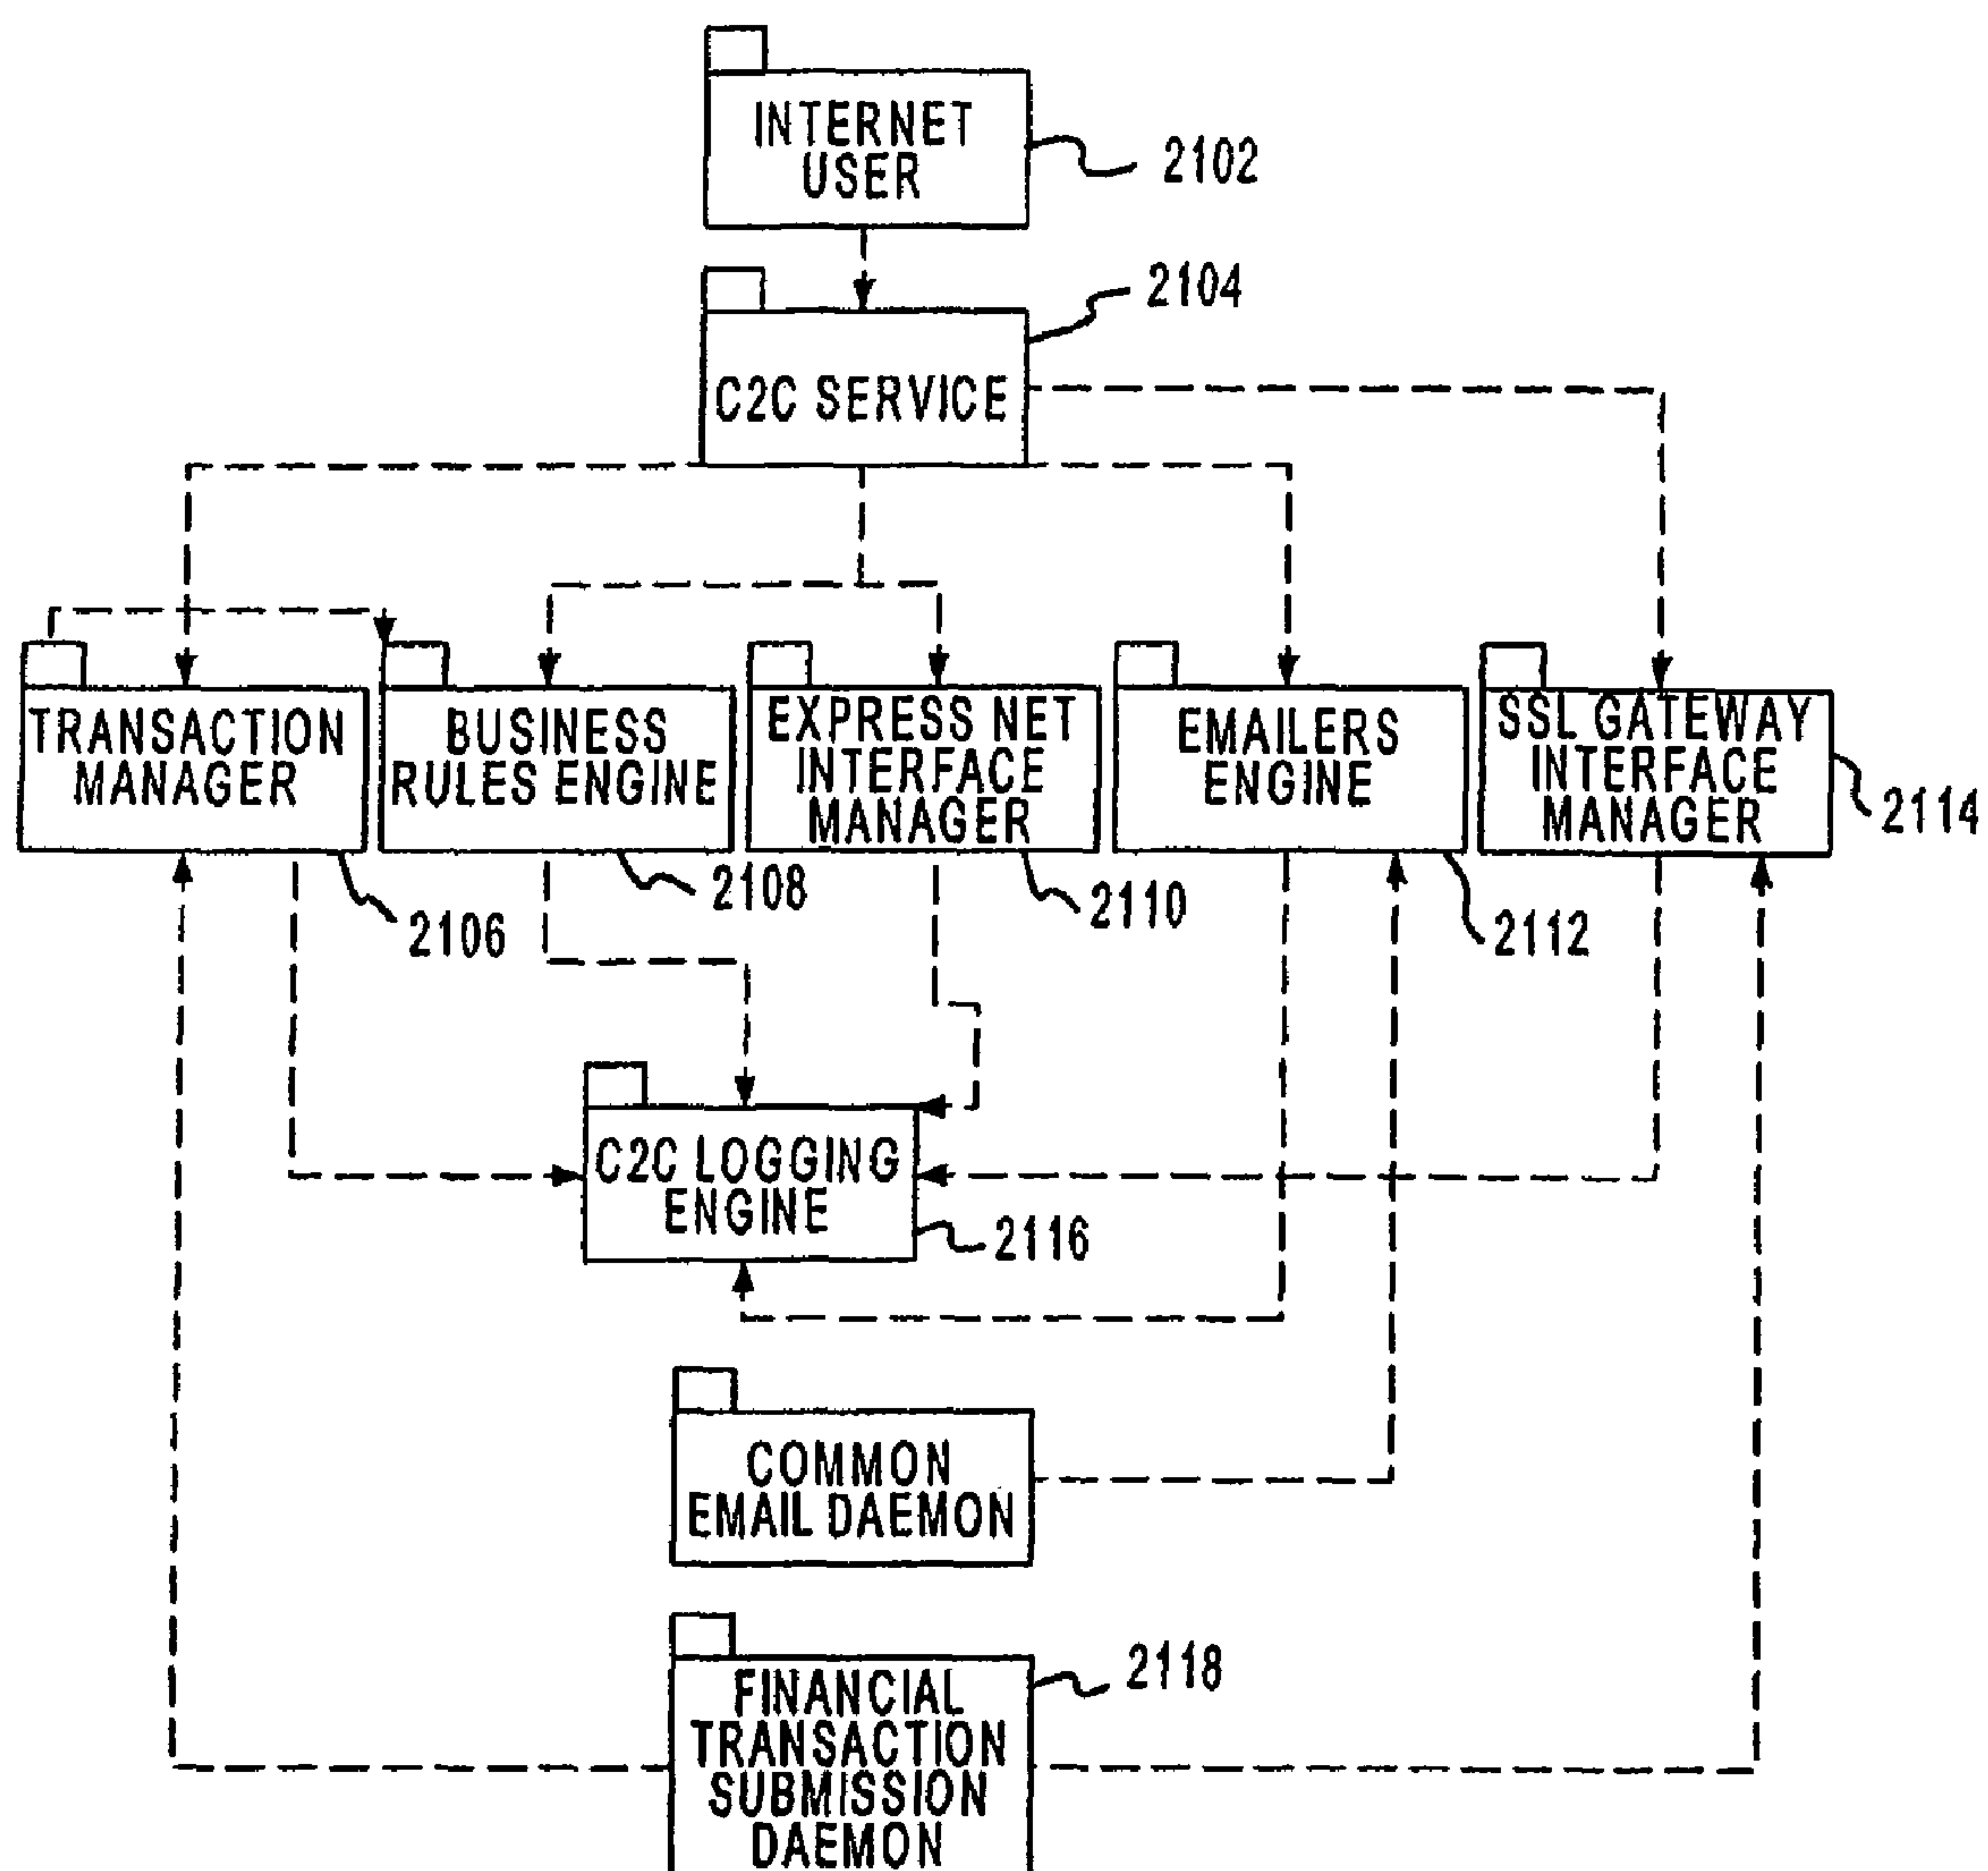 INTERNET
USER
2102
2104
C2C SERVICE
TRANSACTION
MANAGER
2106
BUSINESS
RULES ENGINE
2108
EXPRESS NET
INTERFACE
MANAGER
2110
EMAILERS
ENGINE
2112
SSL GATEWAY
INTERFACE
MANAGER
2114
C2C LOGGING
ENGINE
2116
COMMON
EMAIL DAEMON
2118
FINANCIAL
TRANSACTION
SUBMISSION
DAEMON